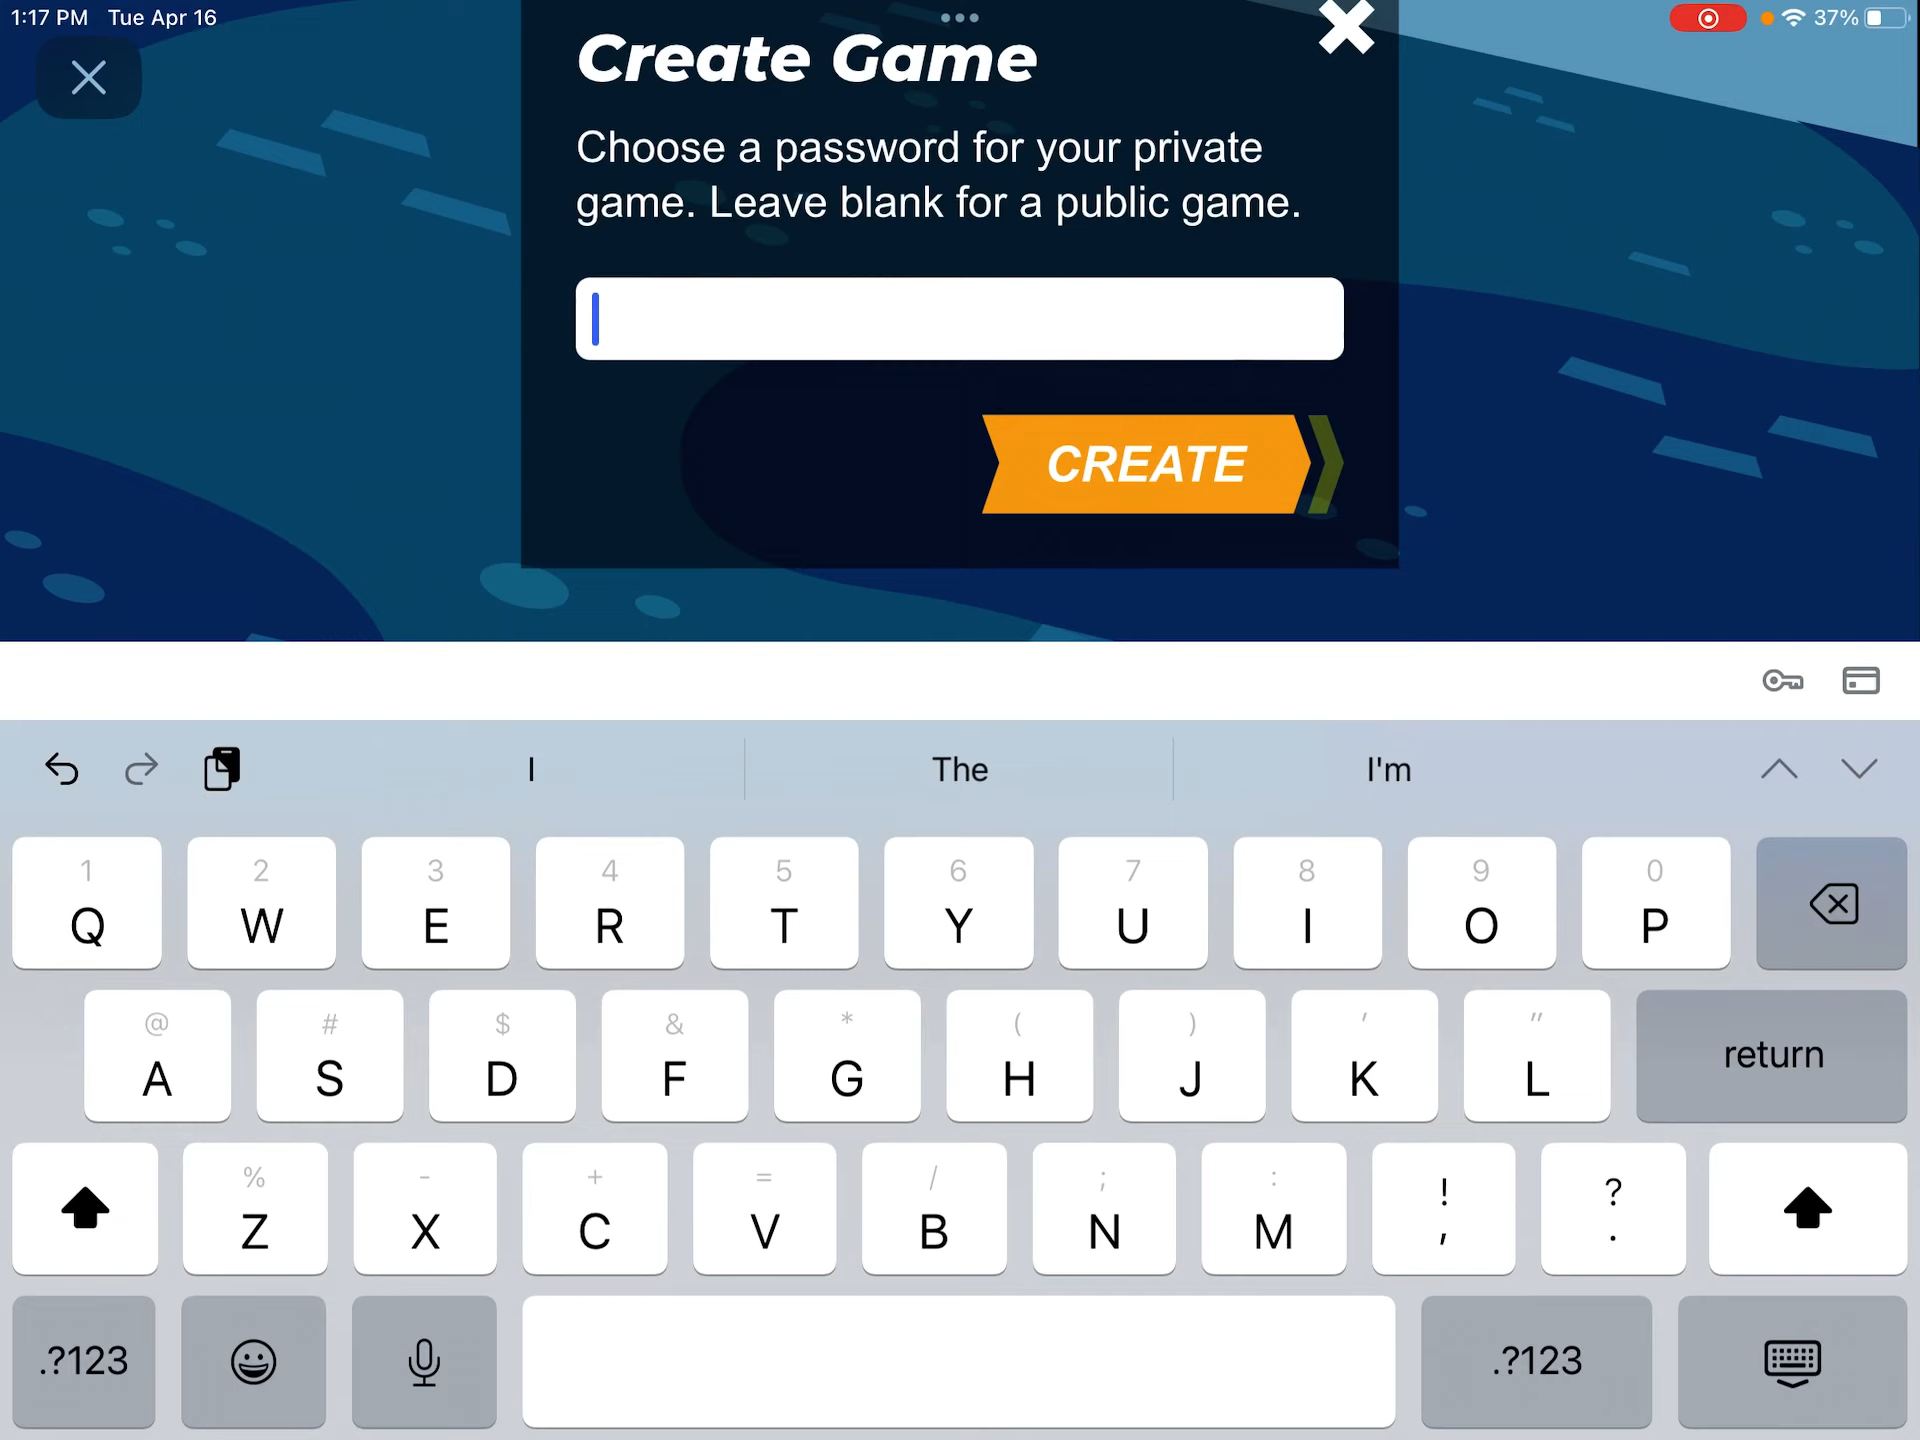 1:17 PM Tue Apr 16
37%
Create Game
Choose a password for your private
game. Leave blank for a public game.
CREATE
I The I'm
1 2 3 4 5 6 7 8 9 0
Q W E R T Y U I O P
@ # $ & * ( ) ' "
A S D F G H J K L return
% - + = / ; : ! ?
Z X C V B N M , .
.?123 .?123